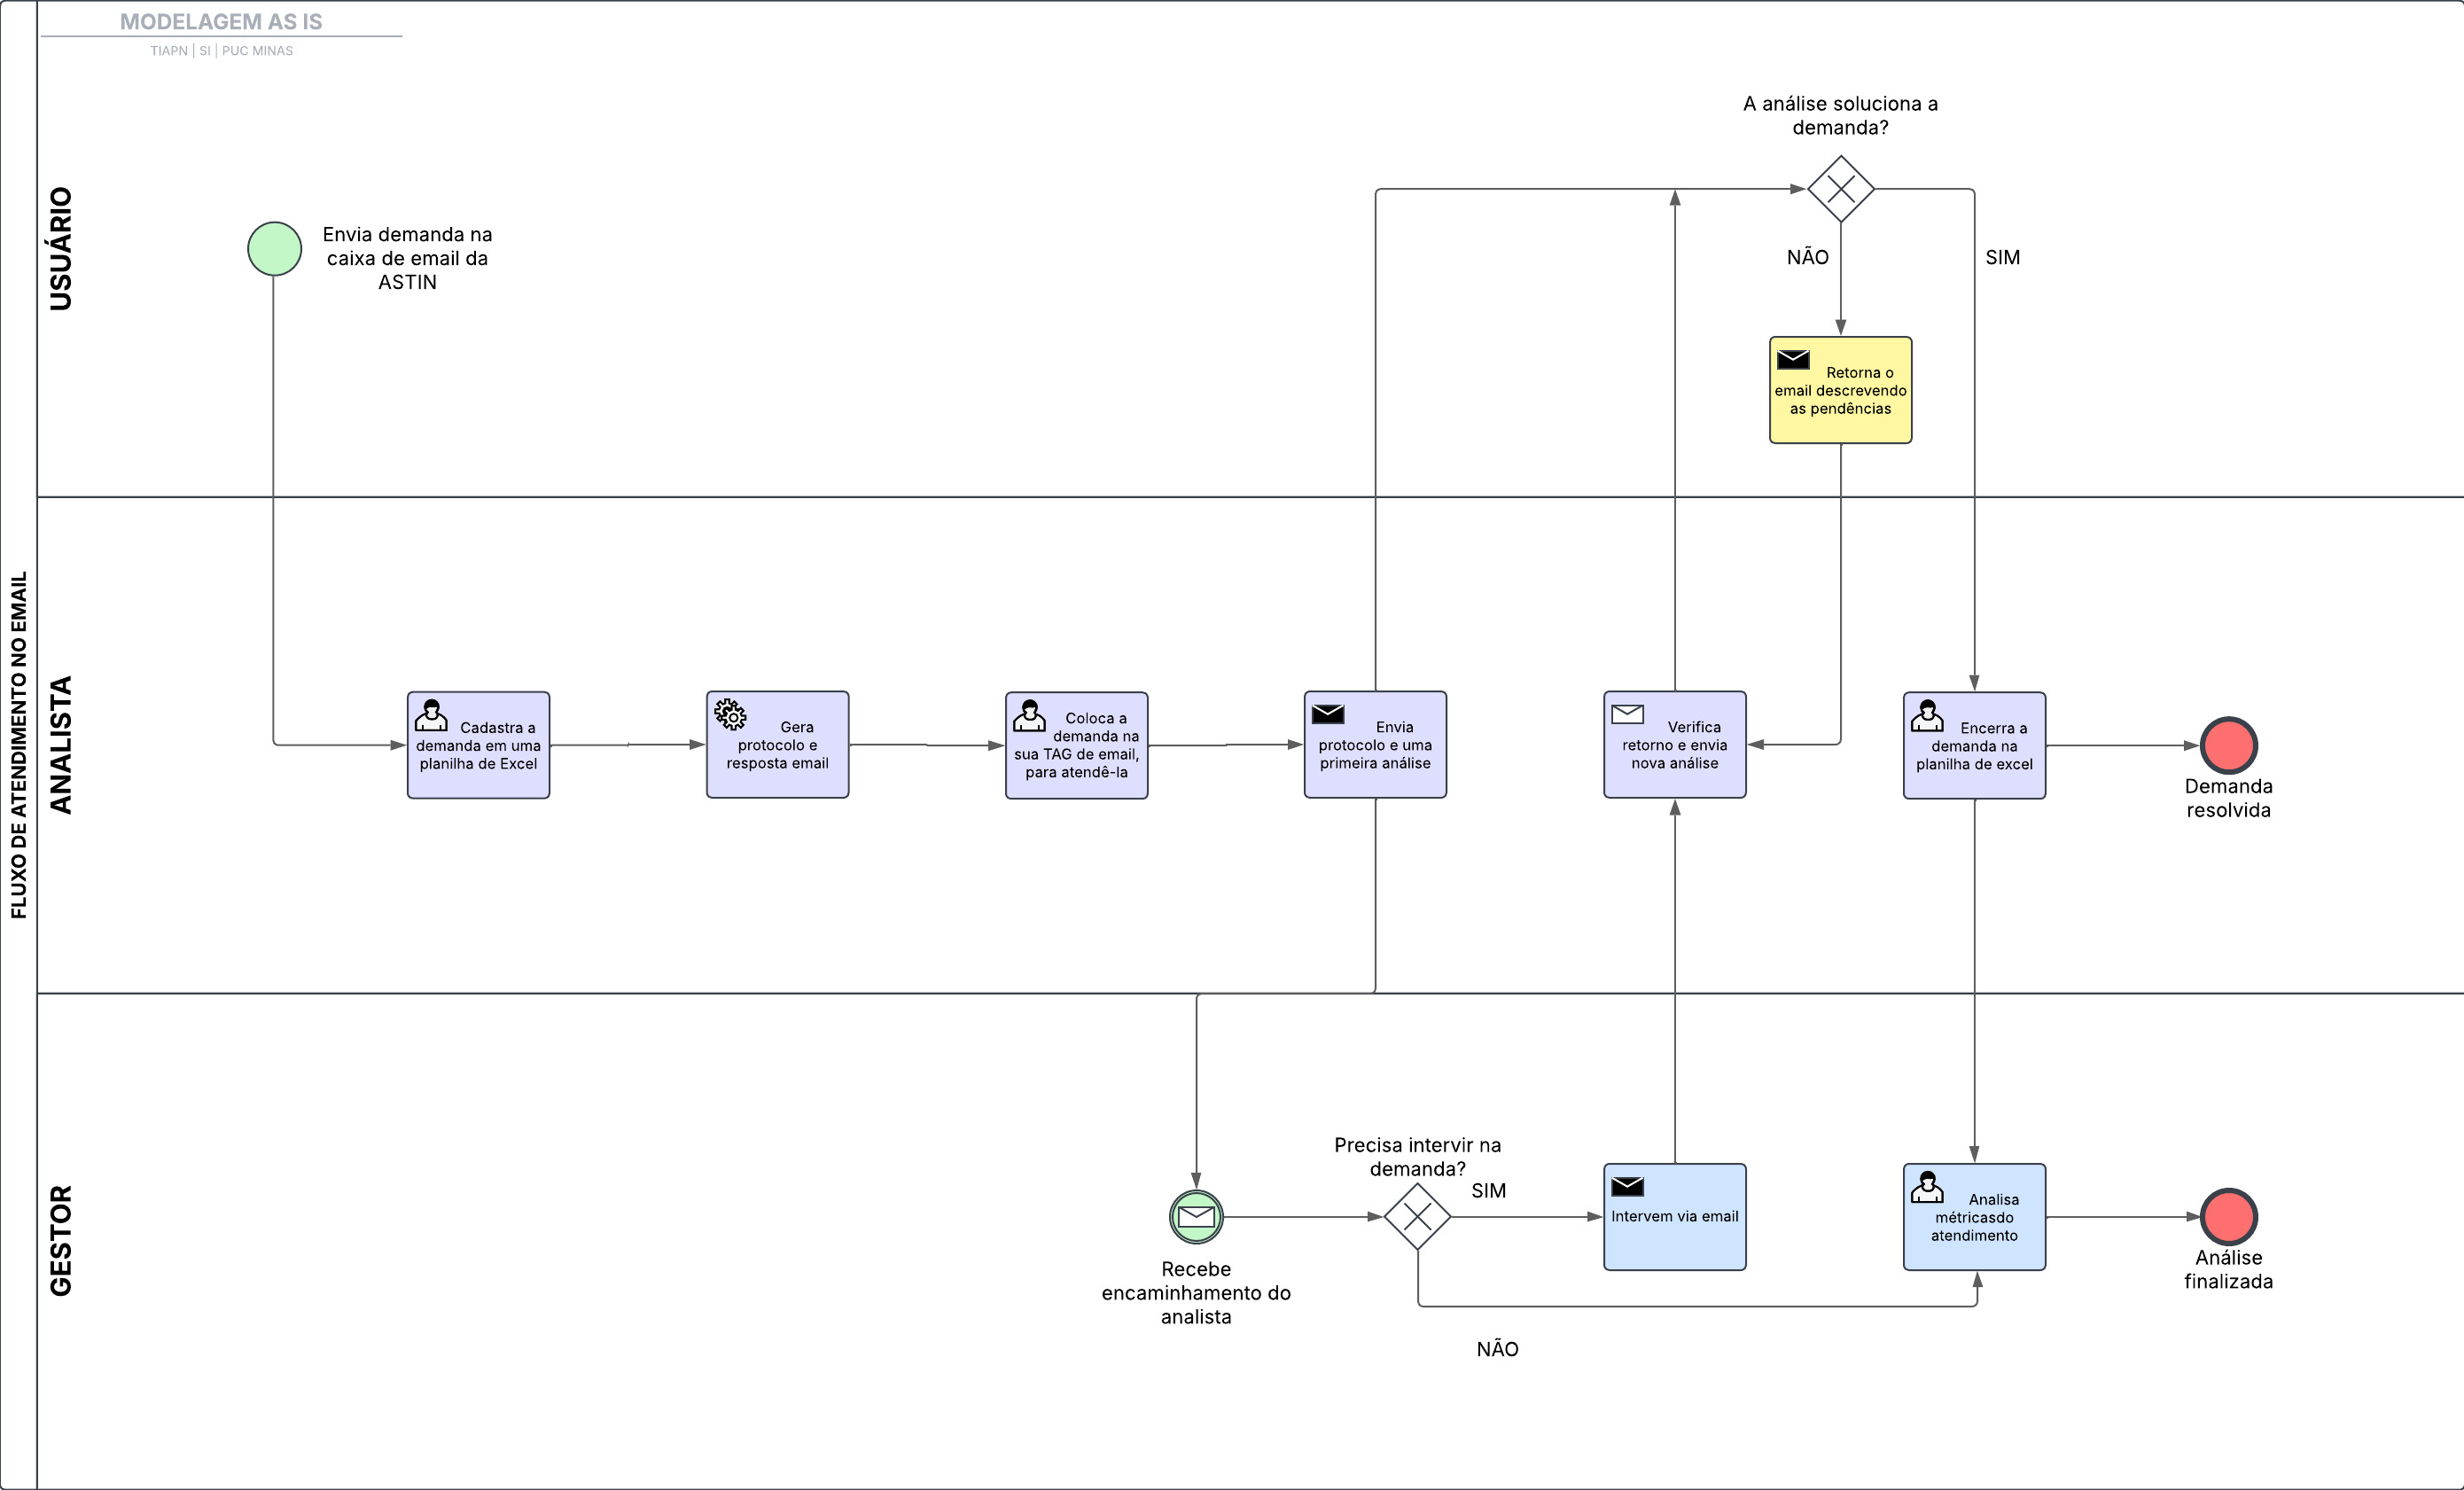 MODELAGEM AS IS
TIAPN | SI | PUC MINAS
FLUXO DE ATENDIMENTO NO EMAIL
USUÁRIO
Envia demanda na
caixa de email da
ASTIN
A análise soluciona a
demanda?
NÃO
SIM
Retorna o
email descrevendo
as pendências
ANALISTA
Cadastra a
demanda em uma
planilha de Excel
Gera
protocolo e
resposta email
Coloca a
demanda na
sua TAG de email,
para atendê-la
Envia
protocolo e uma
primeira análise
Verifica
retorno e envia
nova análise
Encerra a
demanda na
planilha de excel
Demanda
resolvida
GESTOR
Recebe
encaminhamento do
analista
Precisa intervir na
demanda?
SIM
NÃO
Intervem via email
Analisa
métricasdo
atendimento
Análise
finalizada